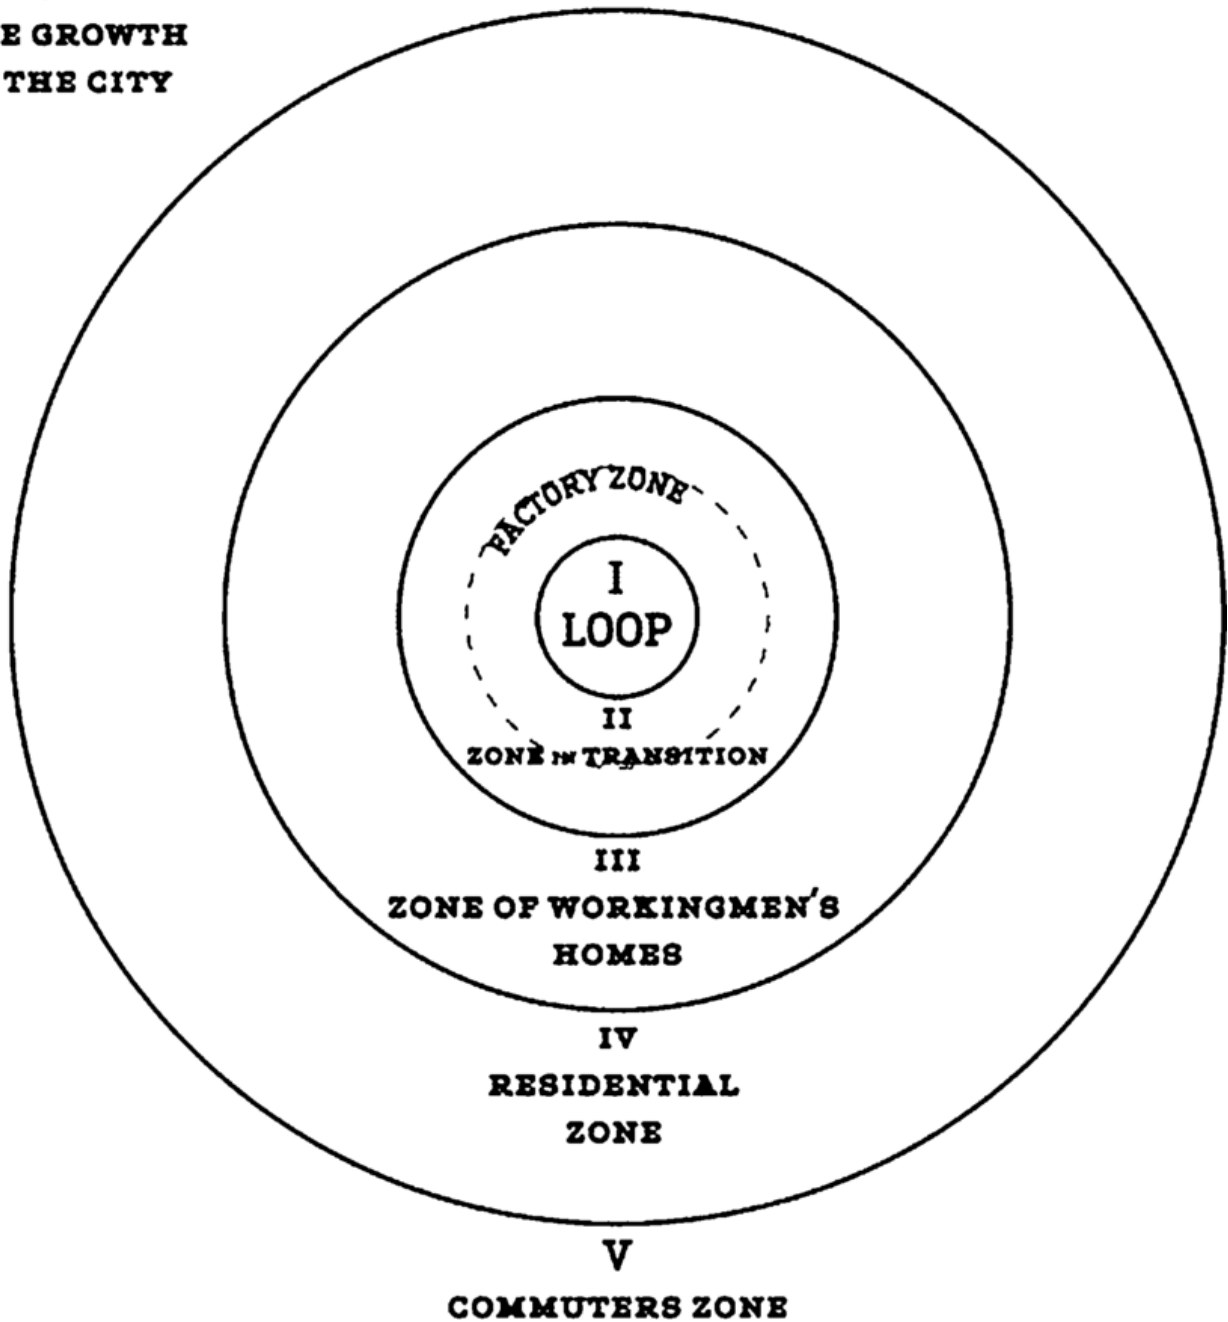 E GROWTH
THE CITY
FACTORY ZONE
I
LOOP
II
ZONE IN TRANSITION
III
ZONE OF WORKINGMEN'S
HOMES
IV
RESIDENTIAL
ZONE
V
COMMUTERS ZONE